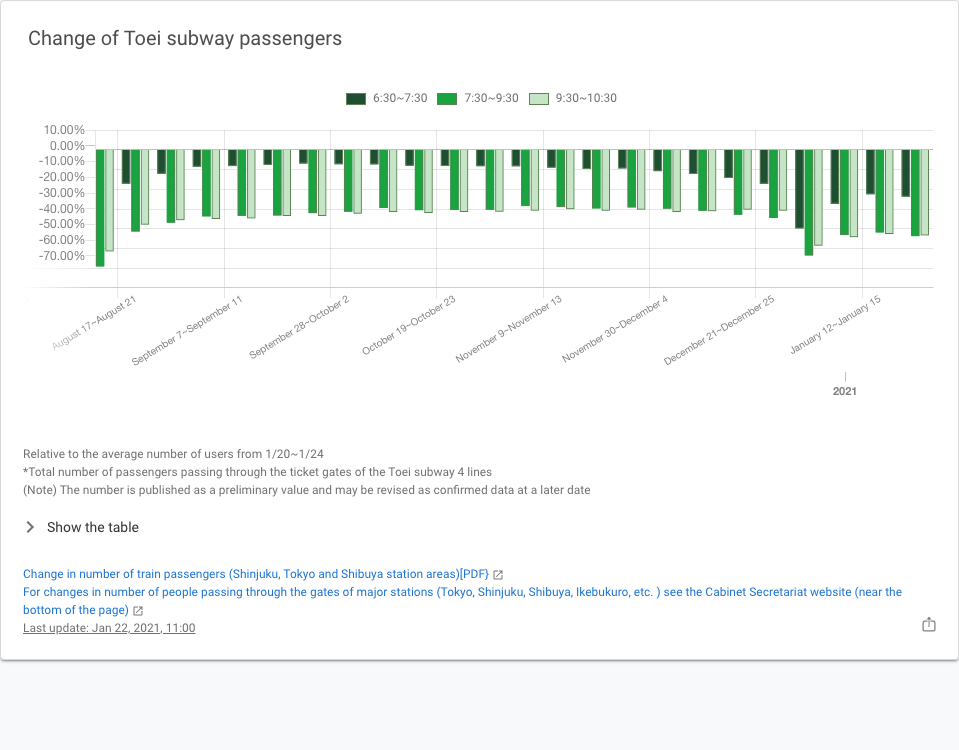 Change of Toei subway passengers
6:30~7:30 7:30~9:30 9:30~10:30
10.00%
0.00%
-10.00%
-20.00%
-30.00%
-40.00%
-50.00%
-60.00%
-70.00%
August 17~August 21
September 7~September 11
September 28~October 2
October 19~October 23
November 9~November 13
November 30~December 4
December 21~December 25
January 12~January 15
2021
Relative to the average number of users from 1/20~1/24
*Total number of passengers passing through the ticket gates of the Toei subway 4 lines
(Note) The number is published as a preliminary value and may be revised as confirmed data at a later date
Show the table
Change in number of train passengers (Shinjuku, Tokyo and Shibuya station areas)[PDF}
For changes in number of people passing through the gates of major stations (Tokyo, Shinjuku, Shibuya, Ikebukuro, etc. ) see the Cabinet Secretariat website (near the
bottom of the page)
Last update: Jan 22, 2021, 11:00